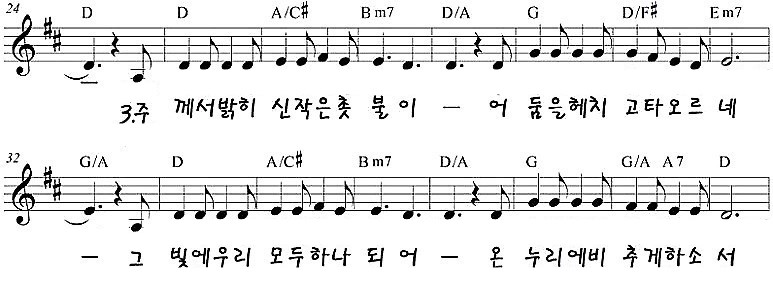 24 D D A/C# Bm7 D/A G D/F# Em7
3.주 께서밝히 신작은촛 불이 － 어 둠을헤치 고타오르 네
32 G/A D A/C# Bm7 D/A G G/A A7 D
－ 그 빛에우리 모두하나 되어 － 온 누리에비 추게하소 서